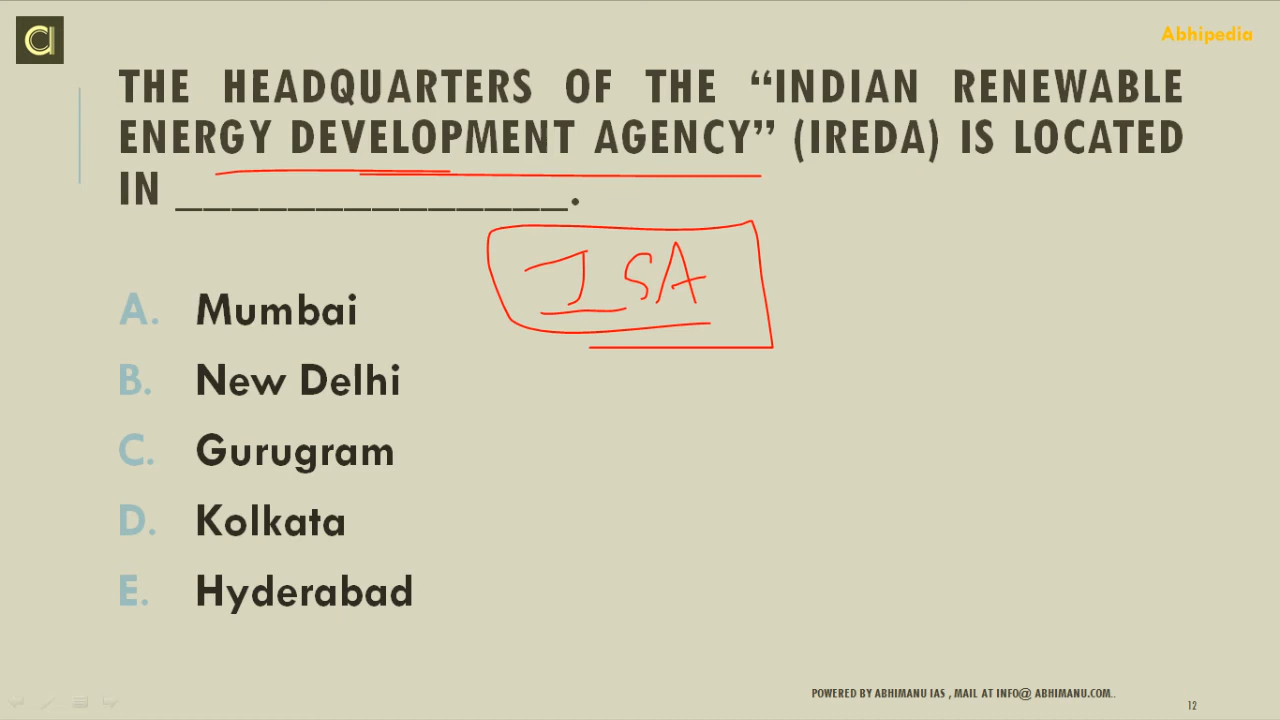 Abhipedia
THE HEADQUARTERS OF THE “INDIAN RENEWABLE
ENERGY DEVELOPMENT AGENCY” (IREDA) IS LOCATED
IN _______________.
ISA
A. Mumbai
B. New Delhi
C. Gurugram
D. Kolkata
E. Hyderabad
POWERED BY ABHIMANU IAS , MAIL AT INFO@ ABHIMANU.COM..
12